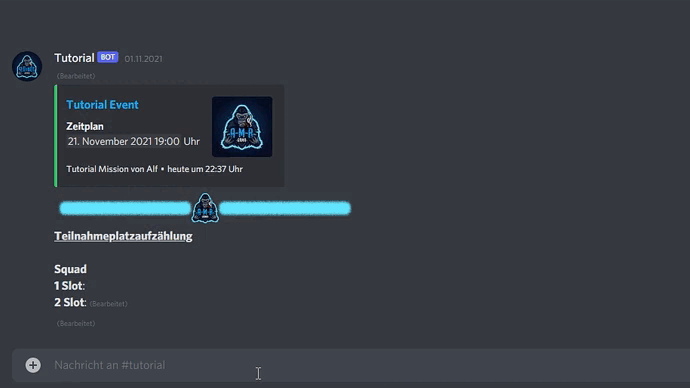 Tutorial BOT 01.11.2021
(Bearbeitet)
Tutorial Event
Zeitplan
21. November 2021 19:00 Uhr
Tutorial Mission von Alf • heute um 22:37 Uhr
Teilnahmeplatzaufzählung
Squad
1 Slot:
2 Slot: (Bearbeitet)
(Bearbeitet)
Nachricht an #tutorial